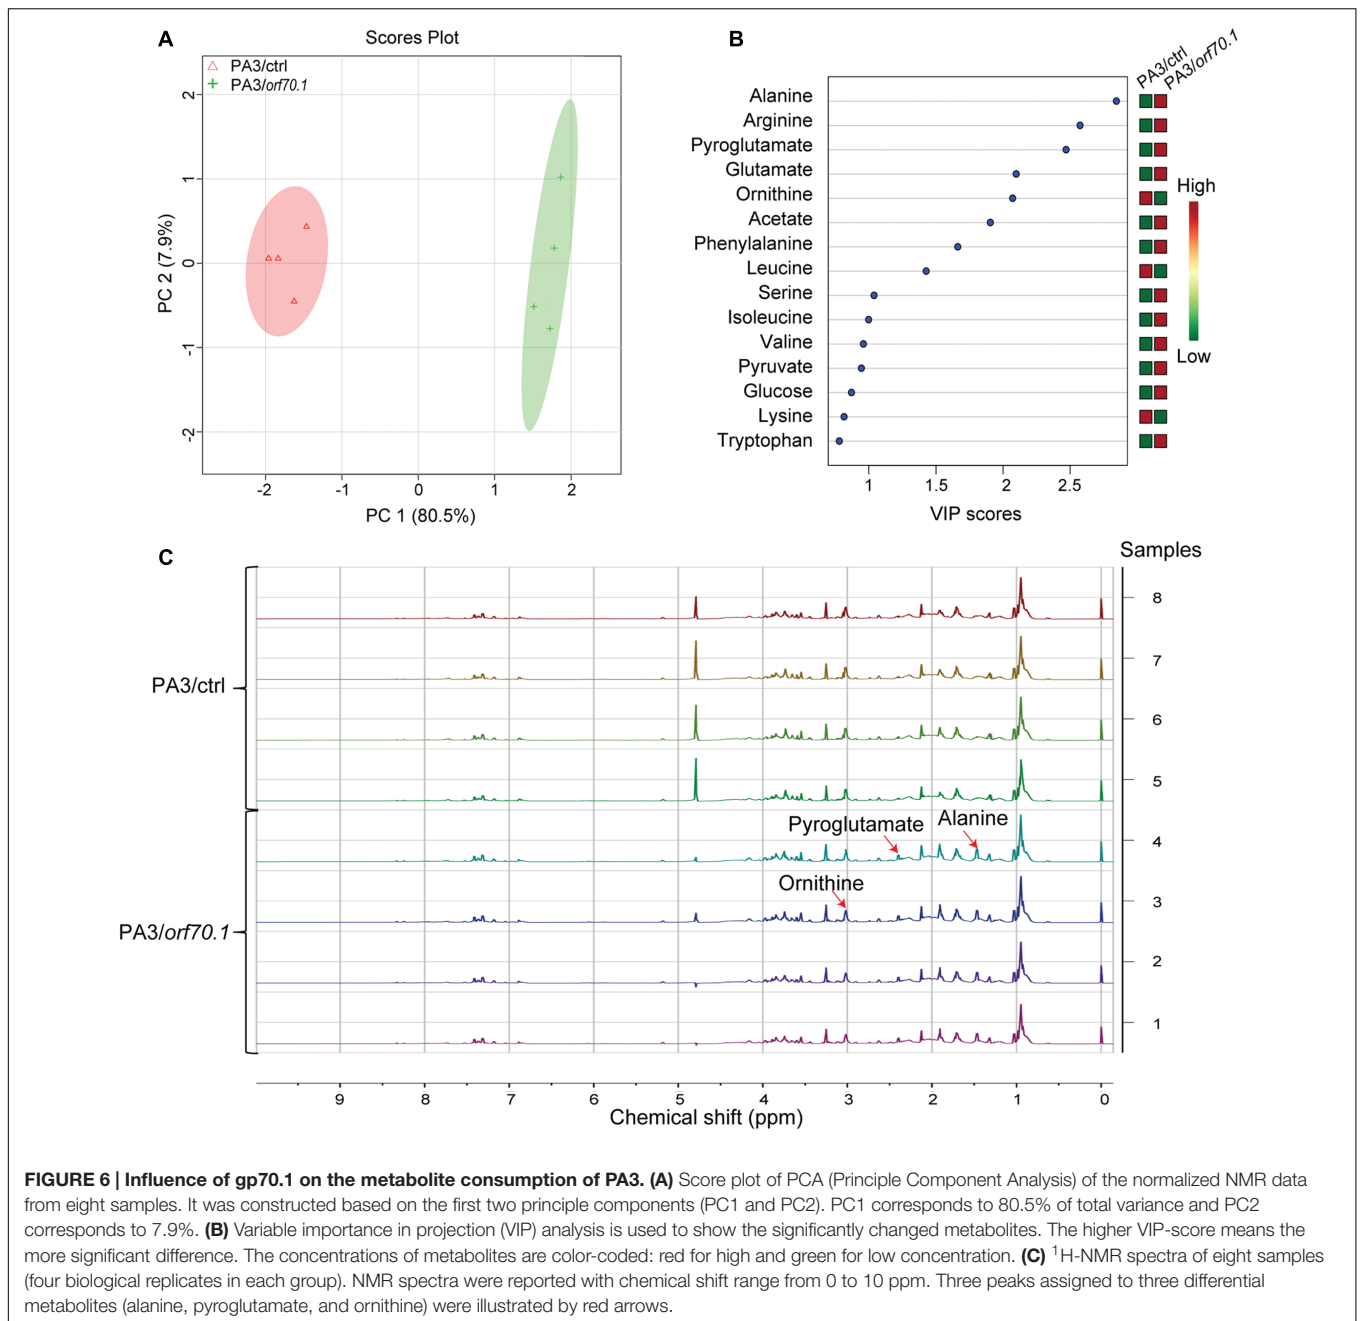 A
Scores Plot
PA3/ctrl
PA3/orf70.1
2
1
0
-1
-2
PC 2 (7.9%)
-2 -1 0 1 2
PC 1 (80.5%)
B
PA3/ctrl
PA3/orf70.1
Alanine
Arginine
Pyroglutamate
Glutamate
Ornithine
Acetate
Phenylalanine
Leucine
Serine
Isoleucine
Valine
Pyruvate
Glucose
Lysine
Tryptophan
High
Low
1 1.5 2 2.5
VIP scores
C
Samples
8
7
PA3/ctrl
6
5
Pyroglutamate Alanine
4
Ornithine
3
PA3/orf70.1
2
1
9 8 7 6 5 4 3 2 1 0
Chemical shift (ppm)
FIGURE 6 | Influence of gp70.1 on the metabolite consumption of PA3. (A) Score plot of PCA (Principle Component Analysis) of the normalized NMR data
from eight samples. It was constructed based on the first two principle components (PC1 and PC2). PC1 corresponds to 80.5% of total variance and PC2
corresponds to 7.9%. (B) Variable importance in projection (VIP) analysis is used to show the significantly changed metabolites. The higher VIP-score means the
more significant difference. The concentrations of metabolites are color-coded: red for high and green for low concentration. (C) ¹H-NMR spectra of eight samples
(four biological replicates in each group). NMR spectra were reported with chemical shift range from 0 to 10 ppm. Three peaks assigned to three differential
metabolites (alanine, pyroglutamate, and ornithine) were illustrated by red arrows.